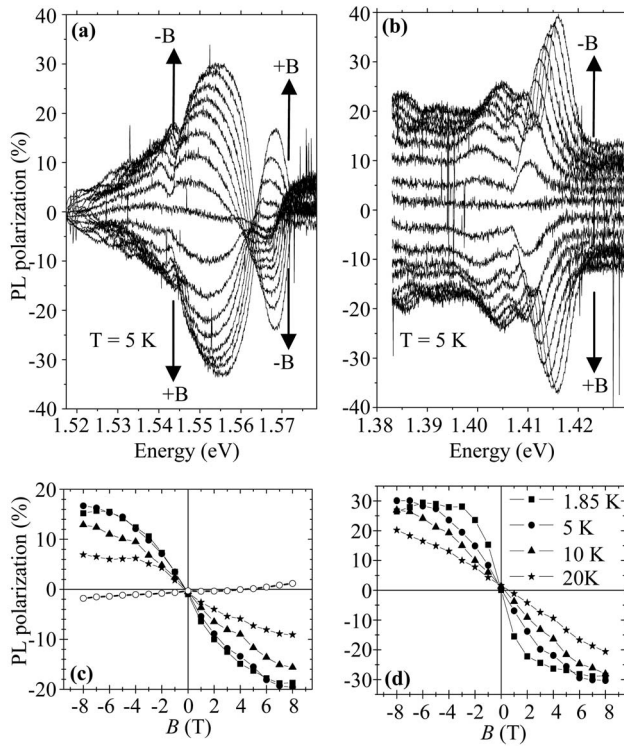 (a)
-B
+B
PL polarization (%)
40
30
20
10
0
-10
-20
-30
-40
T = 5 K
+B
-B
1.52 1.53 1.54 1.55 1.56 1.57
Energy (eV)
(b)
-B
40
30
20
10
0
-10
-20
-30
-40
T = 5 K
+B
1.38 1.39 1.40 1.41 1.42
Energy (eV)
PL polarization (%)
20
10
0
-10
-20
(c)
-8 -6 -4 -2 0 2 4 6 8
B (T)
30
20
10
0
-10
-20
-30
1.85 K
5 K
10 K
20K
(d)
-8 -6 -4 -2 0 2 4 6 8
B (T)